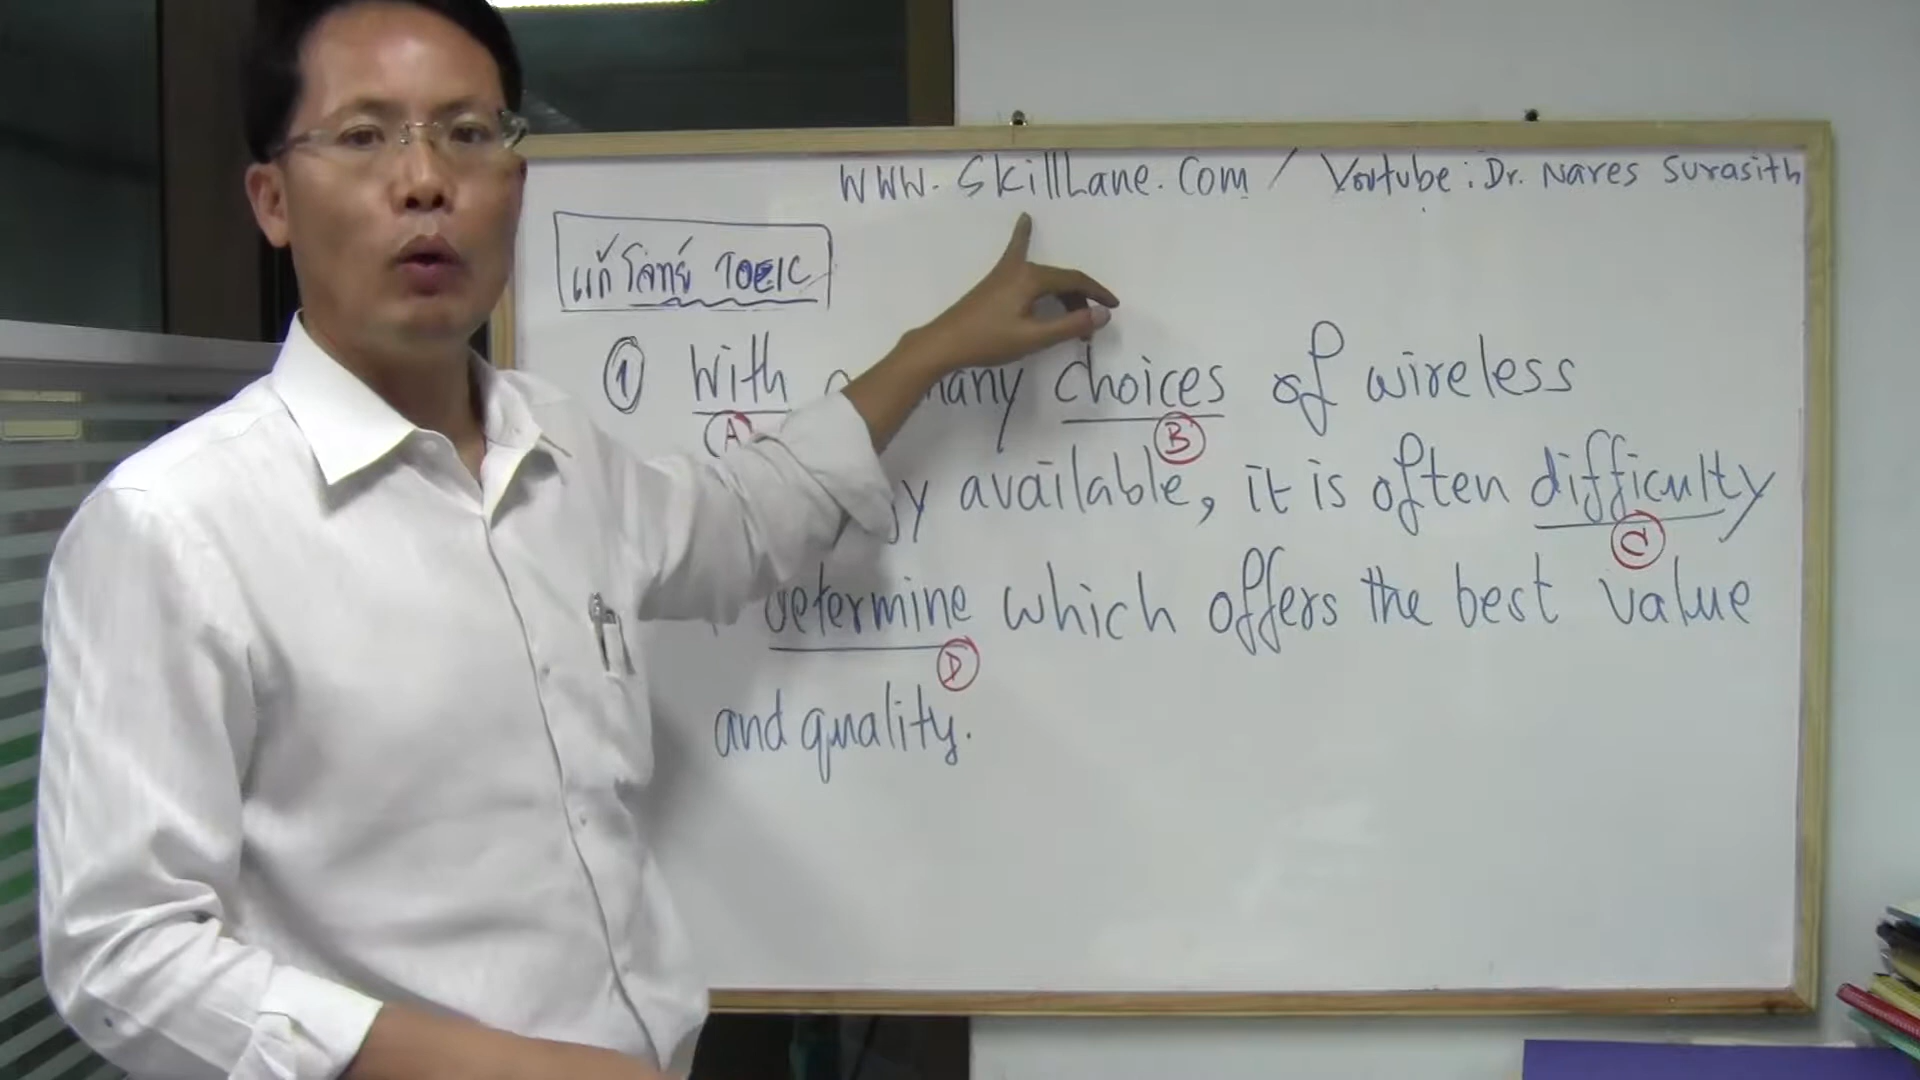 www. SkillLane. Com / Youtube : Dr. Nares Surasith
แก้โจทย์ TOEIC
① With many choices of wireless
A B
available, it is often difficulty
C
determine which offers the best value
D
and quality.